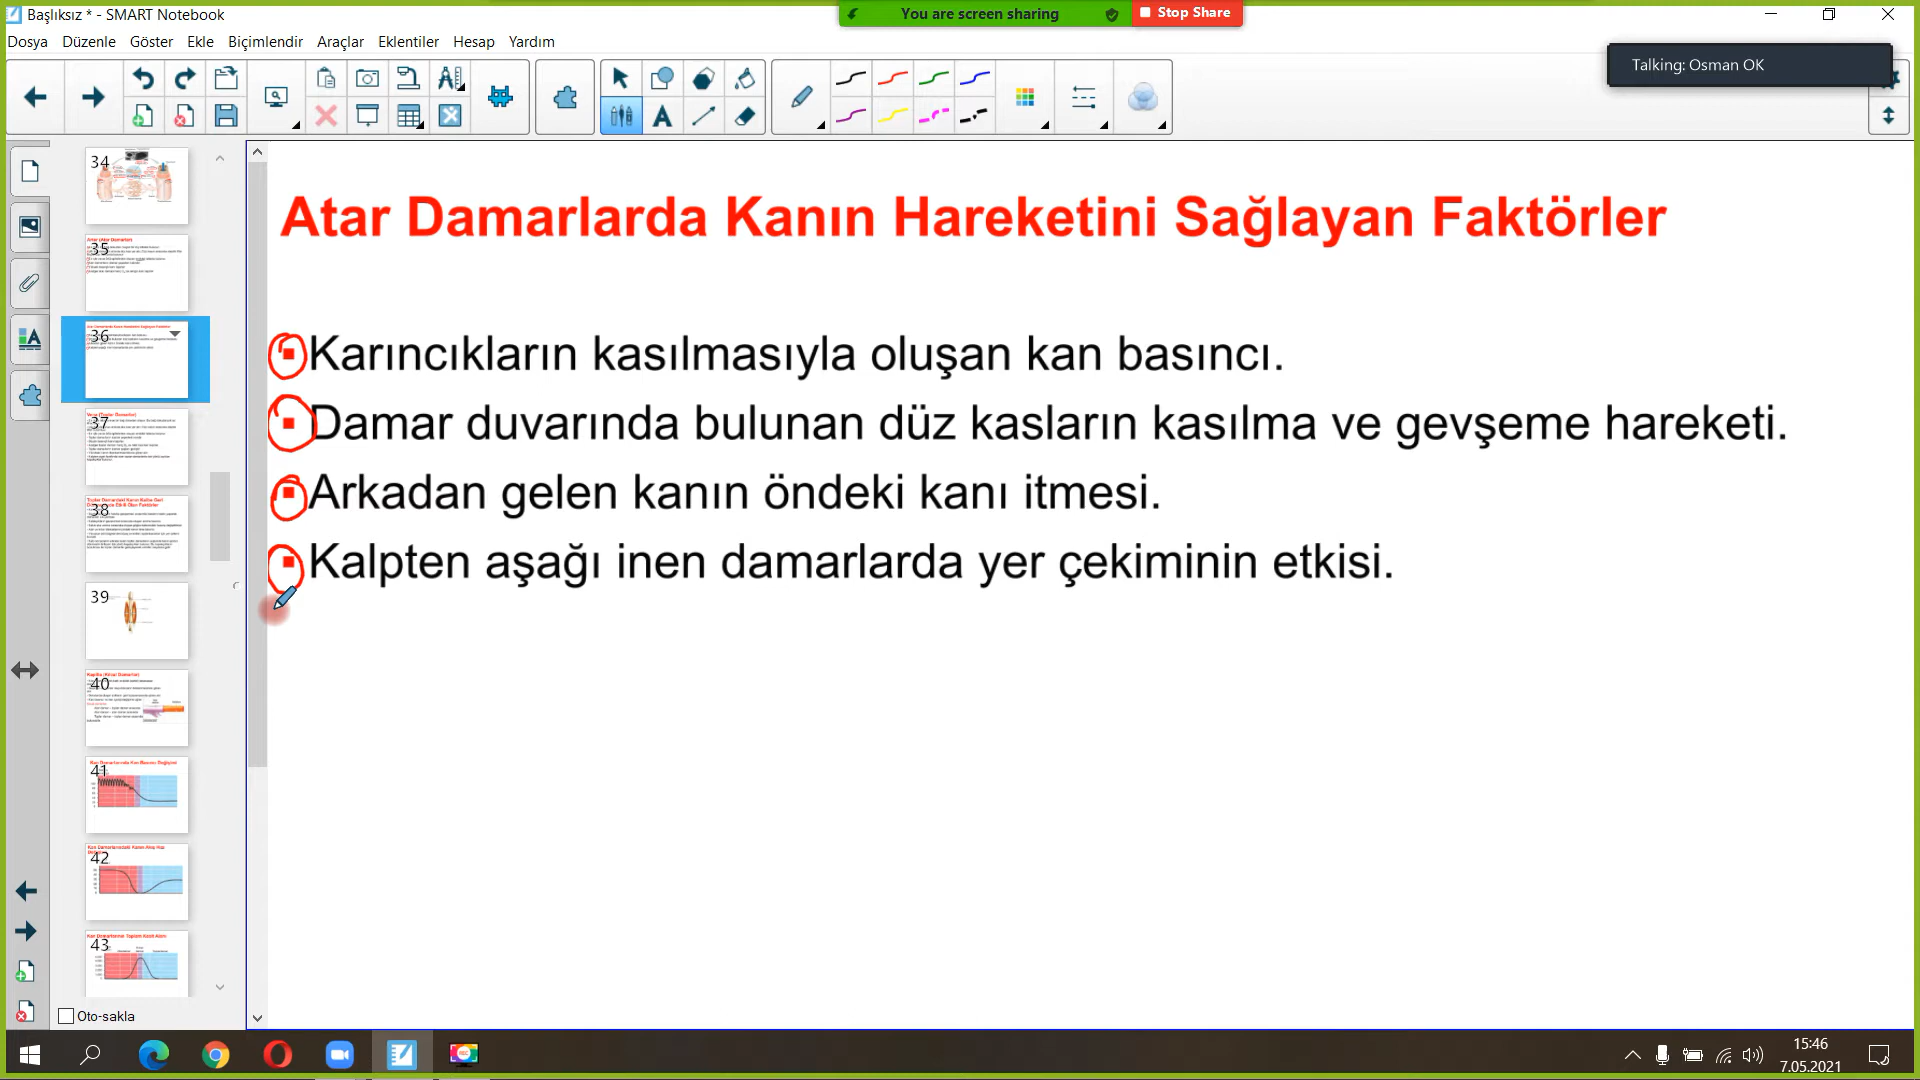 Başlıksız * - SMART Notebook
You are screen sharing
Stop Share
Dosya Düzenle Göster Ekle Biçimlendir Araçlar Eklentiler Hesap Yardım
Talking: Osman OK
Atar Damarlarda Kanın Hareketini Sağlayan Faktörler
Karıncıkların kasılmasıyla oluşan kan basıncı.
Damar duvarında bulunan düz kasların kasılma ve gevşeme hareketi.
Arkadan gelen kanın öndeki kanı itmesi.
Kalpten aşağı inen damarlarda yer çekiminin etkisi.
34
35
36
37
38
39
40
41
42
43
Oto-sakla
15:46
7.05.2021